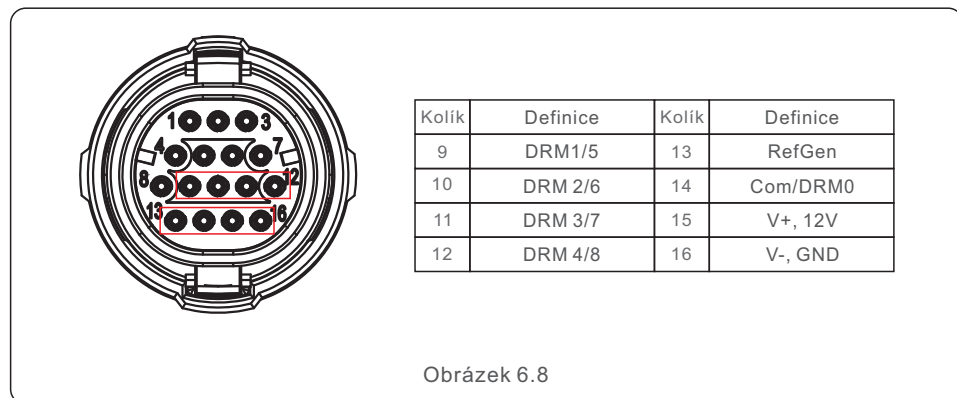 1 3
4 7
8 12
13 16
Kolík Definice Kolík Definice
9 DRM1/5 13 RefGen
10 DRM 2/6 14 Com/DRM0
11 DRM 3/7 15 V+, 12V
12 DRM 4/8 16 V-, GND
Obrázek 6.8